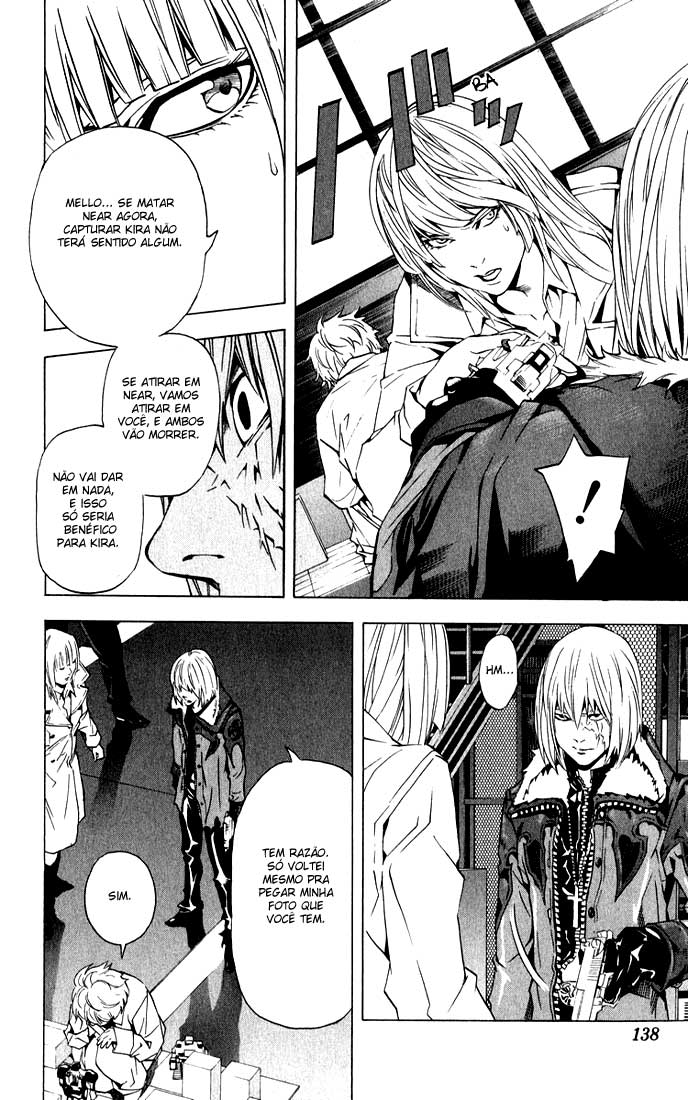 BA
!
MELLO... SE MATAR
NEAR AGORA,
CAPTURAR KIRA NÃO
TERÁ SENTIDO ALGUM.
SE ATIRAR EM
NEAR, VAMOS
ATIRAR EM
VOCÊ, E AMBOS
VÃO MORRER.
NÃO VAI DAR
EM NADA,
E ISSO
SÓ SERIA
BENÉFICO
PARA KIRA.
HM...
TEM RAZÃO.
SÓ VOLTEI
MESMO PRA
PEGAR MINHA
FOTO QUE
VOCÊ TEM.
SIM.
138